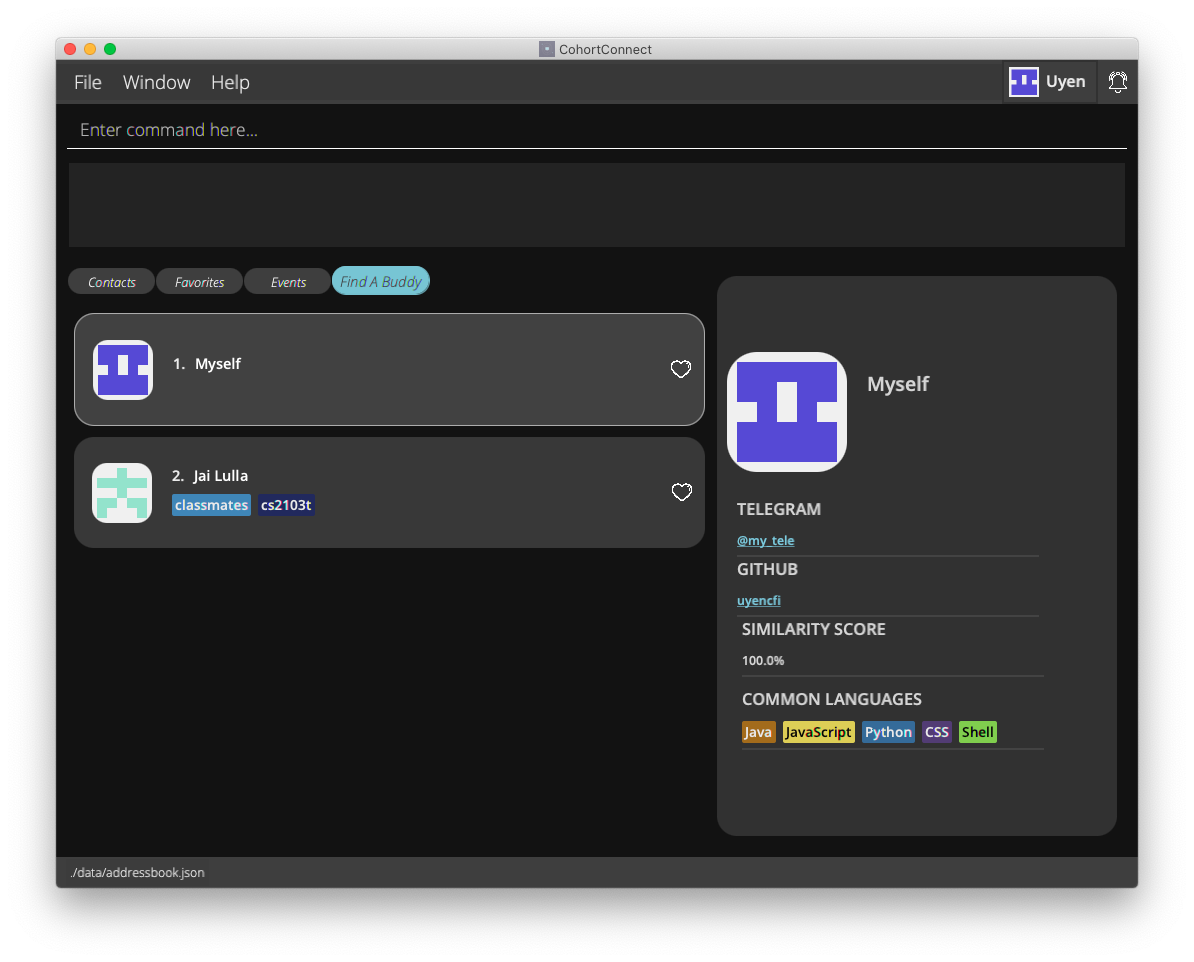 CohortConnect
File Window Help Uyen
Enter command here...
Contacts Favorites Events Find A Buddy
1. Myself
2. Jai Lulla
classmates cs2103t
Myself
TELEGRAM
@my_tele
GITHUB
uyencfi
SIMILARITY SCORE
100.0%
COMMON LANGUAGES
Java JavaScript Python CSS Shell
./data/addressbook.json